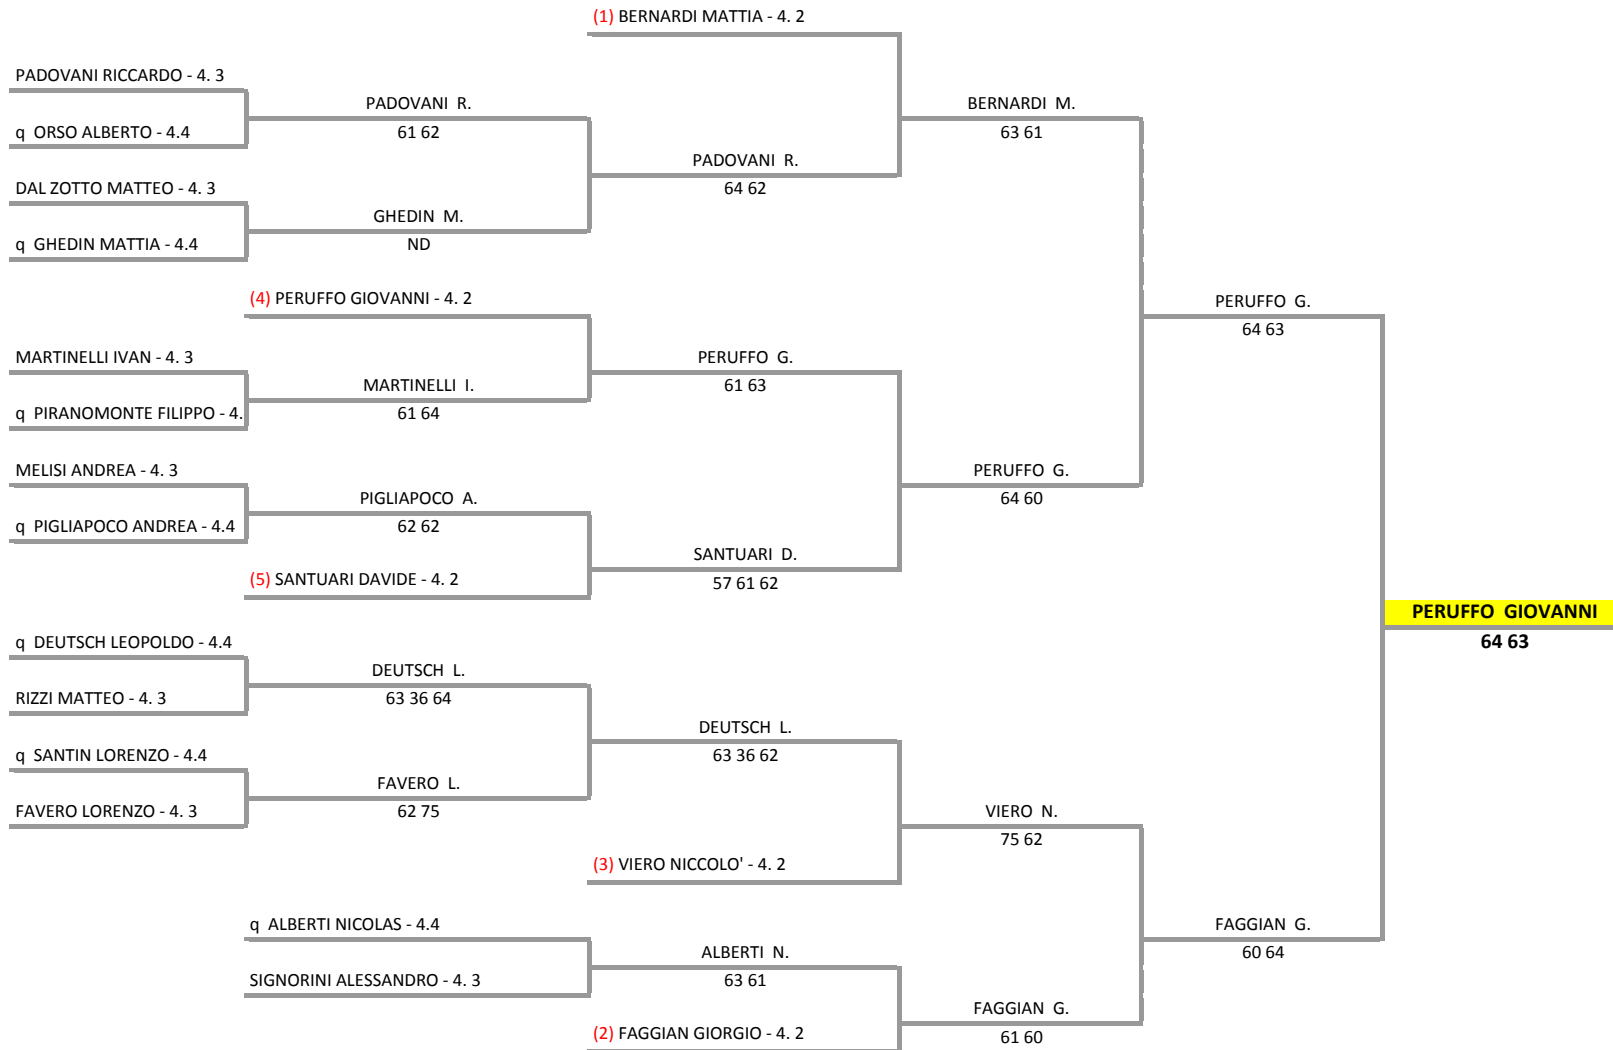 (1) BERNARDI MATTIA - 4. 2
PADOVANI RICCARDO - 4. 3
PADOVANI R.
BERNARDI M.
q ORSO ALBERTO - 4.4
61 62
63 61
PADOVANI R.
DAL ZOTTO MATTEO - 4. 3
64 62
GHEDIN M.
q GHEDIN MATTIA - 4.4
ND
(4) PERUFFO GIOVANNI - 4. 2
PERUFFO G.
64 63
MARTINELLI IVAN - 4. 3
PERUFFO G.
MARTINELLI I.
61 63
q PIRANOMONTE FILIPPO - 4.
61 64
MELISI ANDREA - 4. 3
PERUFFO G.
PIGLIAPOCO A.
64 60
q PIGLIAPOCO ANDREA - 4.4
62 62
SANTUARI D.
(5) SANTUARI DAVIDE - 4. 2
57 61 62
PERUFFO GIOVANNI
64 63
q DEUTSCH LEOPOLDO - 4.4
DEUTSCH L.
RIZZI MATTEO - 4. 3
63 36 64
DEUTSCH L.
q SANTIN LORENZO - 4.4
63 36 62
FAVERO L.
FAVERO LORENZO - 4. 3
62 75
VIERO N.
75 62
(3) VIERO NICCOLO' - 4. 2
q ALBERTI NICOLAS - 4.4
FAGGIAN G.
ALBERTI N.
60 64
SIGNORINI ALESSANDRO - 4. 3
63 61
FAGGIAN G.
(2) FAGGIAN GIORGIO - 4. 2
61 60